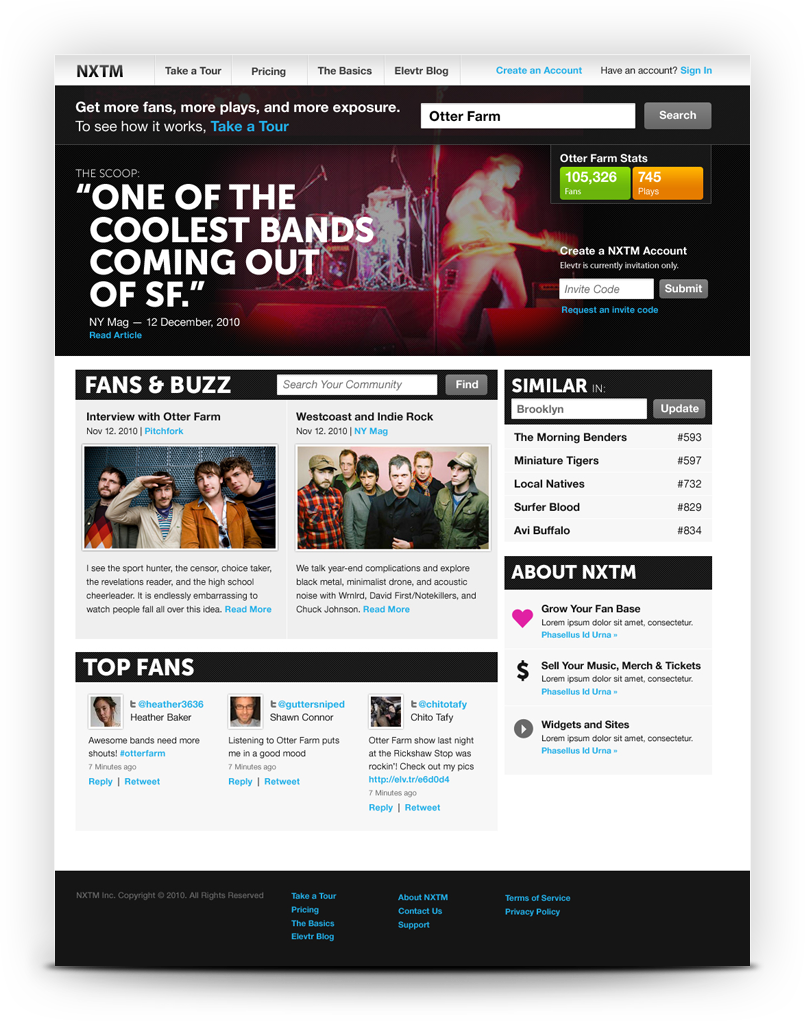 NXTM
Take a Tour
Pricing
The Basics
Elevtr Blog
Create an Account
Have an account? Sign In
Get more fans, more plays, and more exposure.
To see how it works, Take a Tour
Otter Farm
Search
THE SCOOP:
“ONE OF THE
COOLEST BANDS
COMING OUT
OF SF.”
NY Mag — 12 December, 2010
Read Article
Otter Farm Stats
105,326
Fans
745
Plays
Create a NXTM Account
Elevtr is currently invitation only.
Invite Code
Submit
Request an invite code
FANS & BUZZ
Search Your Community
Find
Interview with Otter Farm
Nov 12. 2010 | Pitchfork
I see the sport hunter, the censor, choice taker,
the revelations reader, and the high school
cheerleader. It is endlessly embarrassing to
watch people fall all over this idea. Read More
Westcoast and Indie Rock
Nov 12. 2010 | NY Mag
We talk year-end complications and explore
black metal, minimalist drone, and acoustic
noise with Wrnlrd, David First/Notekillers, and
Chuck Johnson. Read More
SIMILAR IN:
Brooklyn
Update
The Morning Benders #593
Miniature Tigers #597
Local Natives #732
Surfer Blood #829
Avi Buffalo #834
ABOUT NXTM
Grow Your Fan Base
Lorem ipsum dolor sit amet, consectetur.
Phasellus Id Urna »
$
Sell Your Music, Merch & Tickets
Lorem ipsum dolor sit amet, consectetur.
Phasellus Id Urna »
Widgets and Sites
Lorem ipsum dolor sit amet, consectetur.
Phasellus Id Urna »
TOP FANS
t @heather3636
Heather Baker
Awesome bands need more
shouts! #otterfarm
7 Minutes ago
Reply | Retweet
t @guttersniped
Shawn Connor
Listening to Otter Farm puts
me in a good mood
7 Minutes ago
Reply | Retweet
t @chitotafy
Chito Tafy
Otter Farm show last night
at the Rickshaw Stop was
rockin'! Check out my pics
http://elv.tr/e6d0d4
7 Minutes ago
Reply | Retweet
NXTM Inc. Copyright © 2010. All Rights Reserved
Take a Tour
Pricing
The Basics
Elevtr Blog
About NXTM
Contact Us
Support
Terms of Service
Privacy Policy